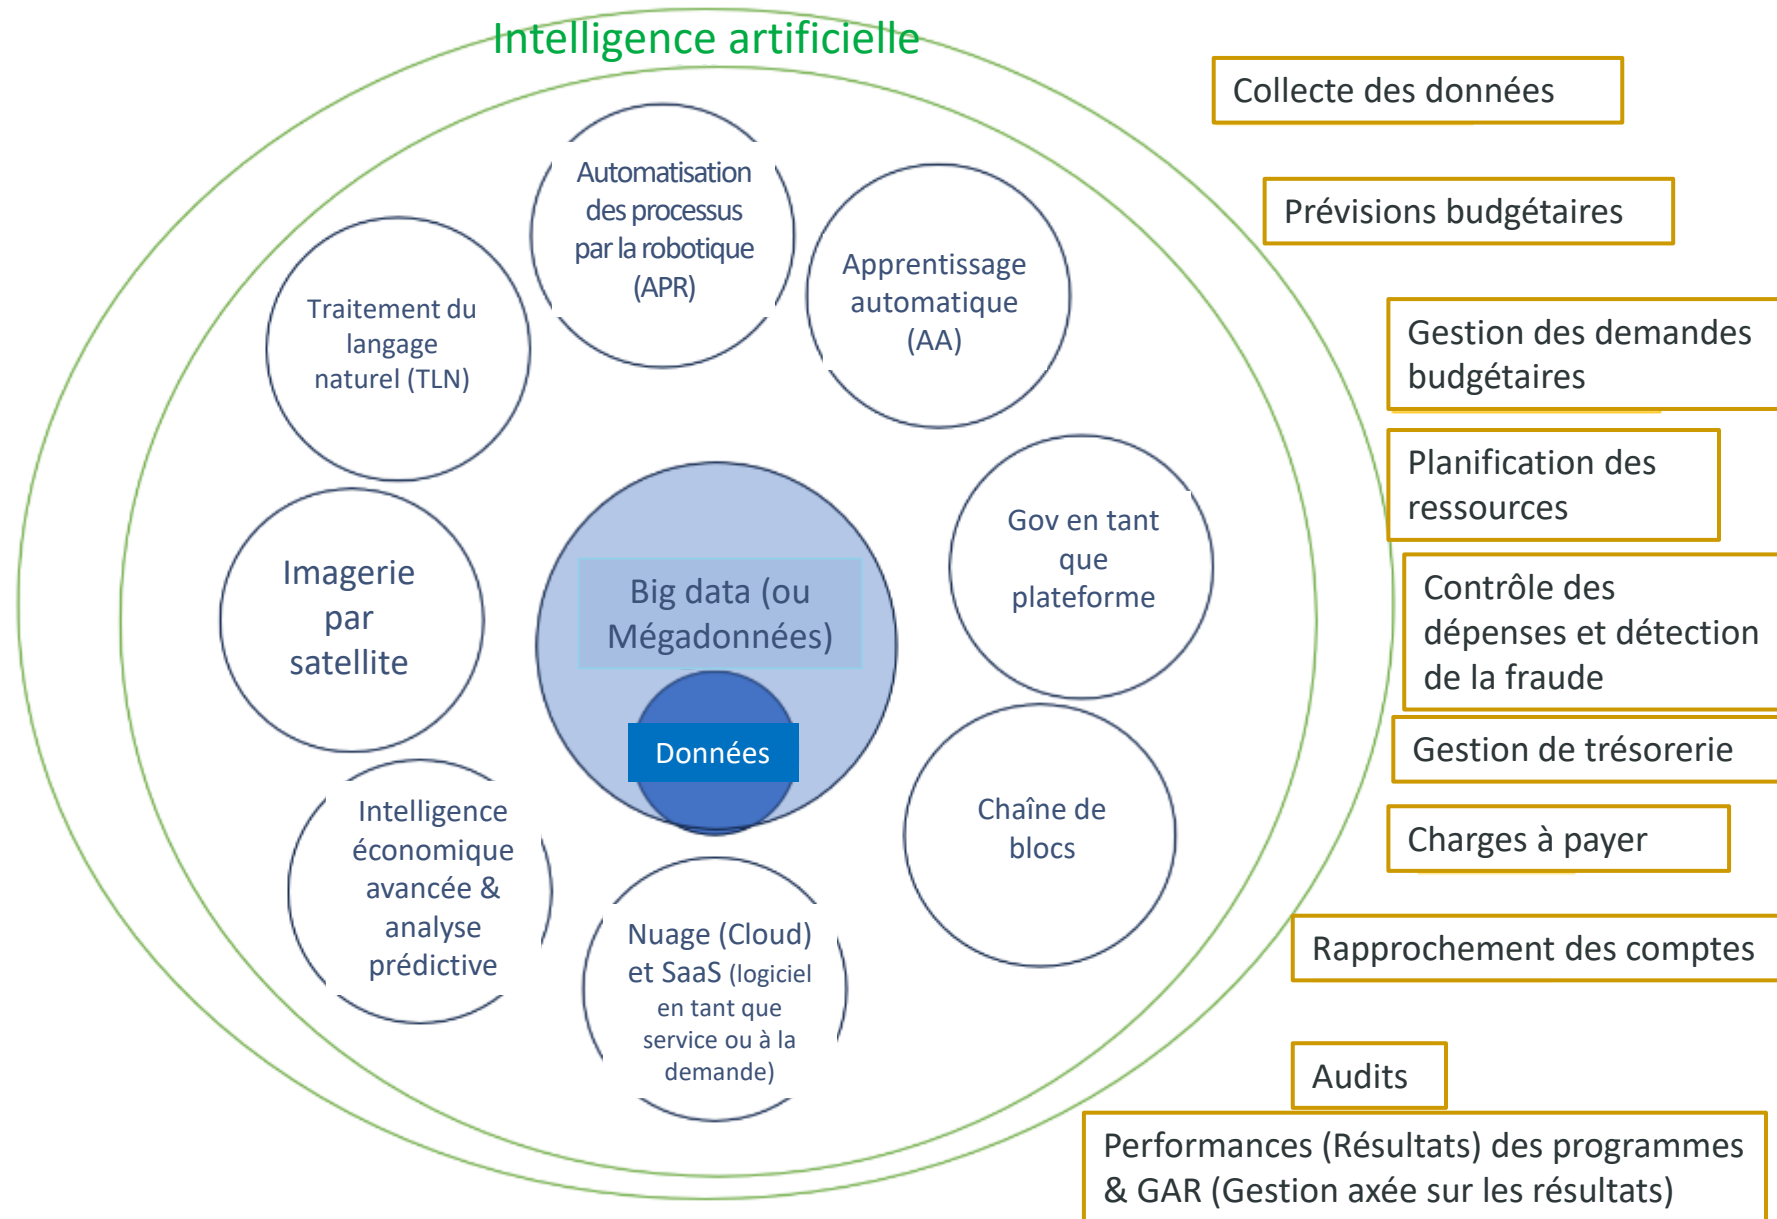 Intelligence artificielle
Automatisation
des processus
par la robotique
(APR)
Apprentissage
automatique
(AA)
Traitement du
langage
naturel (TLN)
Gov en tant
que
plateforme
Imagerie
par
satellite
Big data (ou
Mégadonnées)
Données
Chaîne de
blocs
Intelligence
économique
avancée &
analyse
prédictive
Nuage (Cloud)
et SaaS (logiciel
en tant que
service ou à la
demande)
Collecte des données
Prévisions budgétaires
Gestion des demandes
budgétaires
Planification des
ressources
Contrôle des
dépenses et détection
de la fraude
Gestion de trésorerie
Charges à payer
Rapprochement des comptes
Audits
Performances (Résultats) des programmes
& GAR (Gestion axée sur les résultats)